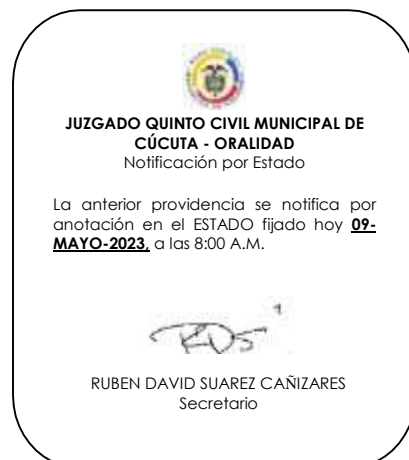 JUZGADO QUINTO CIVIL MUNICIPAL DE
CÚCUTA - ORALIDAD
Notificación por Estado
La anterior providencia se notifica por
anotación en el ESTADO fijado hoy 09-
MAYO-2023, a las 8:00 A.M.
RUBEN DAVID SUAREZ CAÑIZARES
Secretario